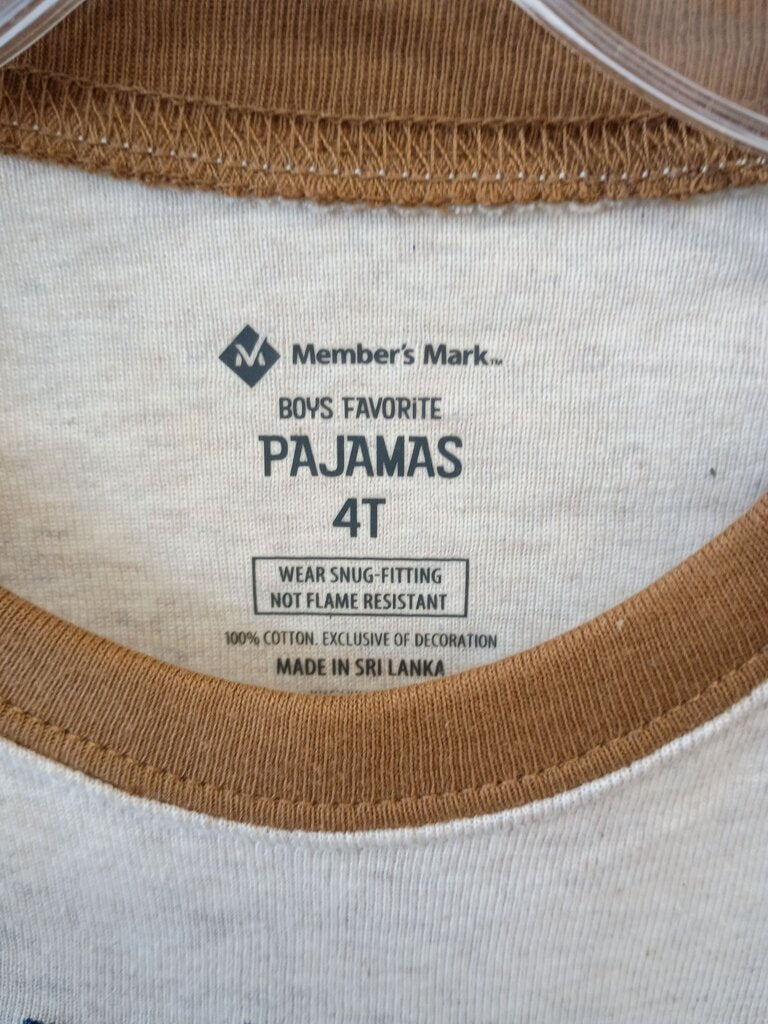 Member's Mark™
BOYS FAVORITE
PAJAMAS
4T
WEAR SNUG-FITTING
NOT FLAME RESISTANT
100% COTTON. EXCLUSIVE OF DECORATION
MADE IN SRI LANKA